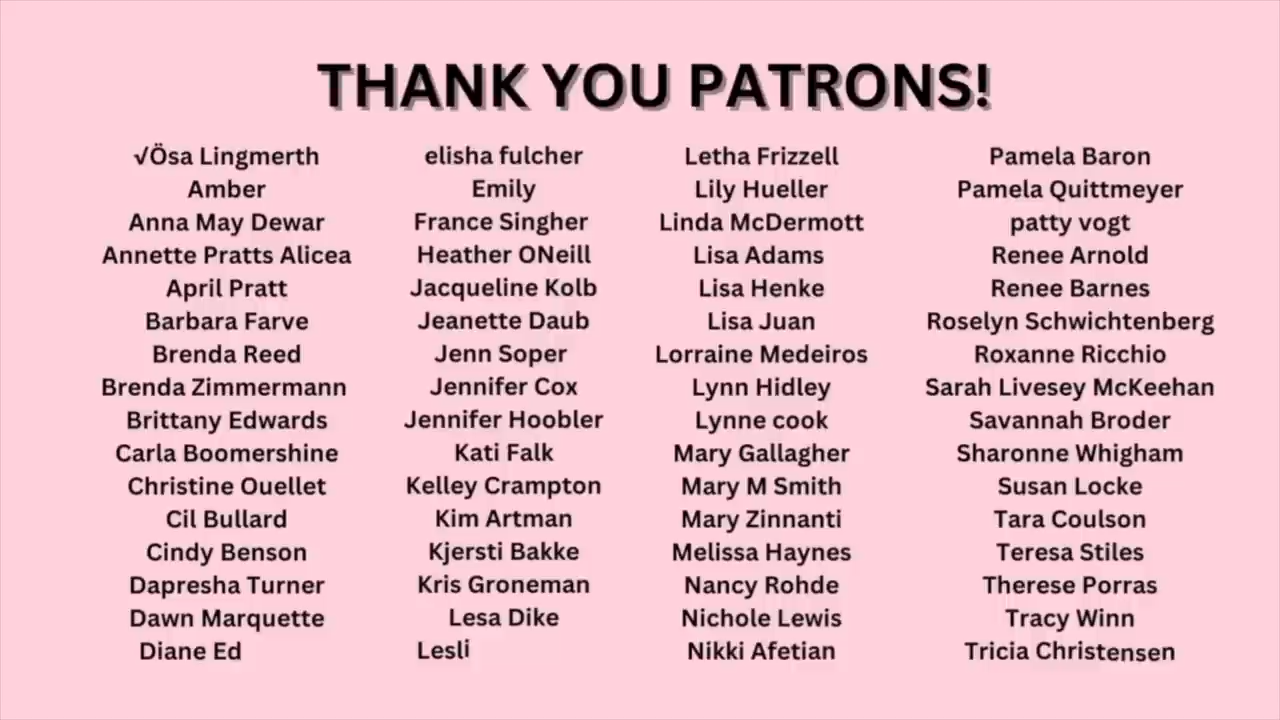 THANK YOU PATRONS!
√Ösa Lingmerth
Amber
Anna May Dewar
Annette Pratts Alicea
April Pratt
Barbara Farve
Brenda Reed
Brenda Zimmermann
Brittany Edwards
Carla Boomershine
Christine Ouellet
Cil Bullard
Cindy Benson
Dapresha Turner
Dawn Marquette
Diane Ed
elisha fulcher
Emily
France Singher
Heather ONeill
Jacqueline Kolb
Jeanette Daub
Jenn Soper
Jennifer Cox
Jennifer Hoobler
Kati Falk
Kelley Crampton
Kim Artman
Kjersti Bakke
Kris Groneman
Lesa Dike
Lesli
Letha Frizzell
Lily Hueller
Linda McDermott
Lisa Adams
Lisa Henke
Lisa Juan
Lorraine Medeiros
Lynn Hidley
Lynne cook
Mary Gallagher
Mary M Smith
Mary Zinnanti
Melissa Haynes
Nancy Rohde
Nichole Lewis
Nikki Afetian
Pamela Baron
Pamela Quittmeyer
patty vogt
Renee Arnold
Renee Barnes
Roselyn Schwichtenberg
Roxanne Ricchio
Sarah Livesey McKeehan
Savannah Broder
Sharonne Whigham
Susan Locke
Tara Coulson
Teresa Stiles
Therese Porras
Tracy Winn
Tricia Christensen